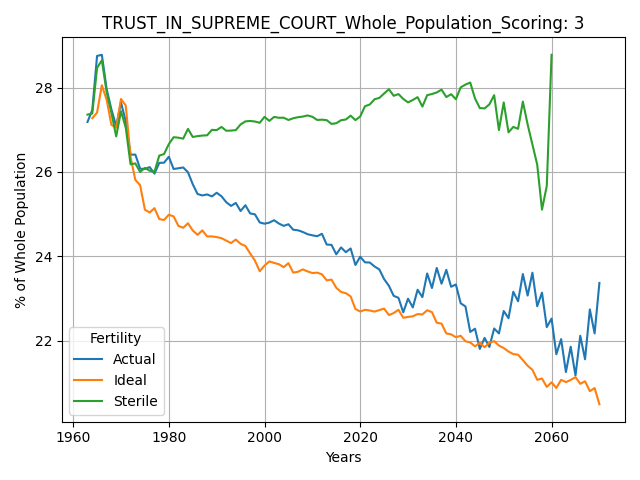 TRUST_IN_SUPREME_COURT_Whole_Population_Scoring: 3
% of Whole Population
28
26
24
22
Fertility
Actual
Ideal
Sterile
1960 1980 2000 2020 2040 2060
Years